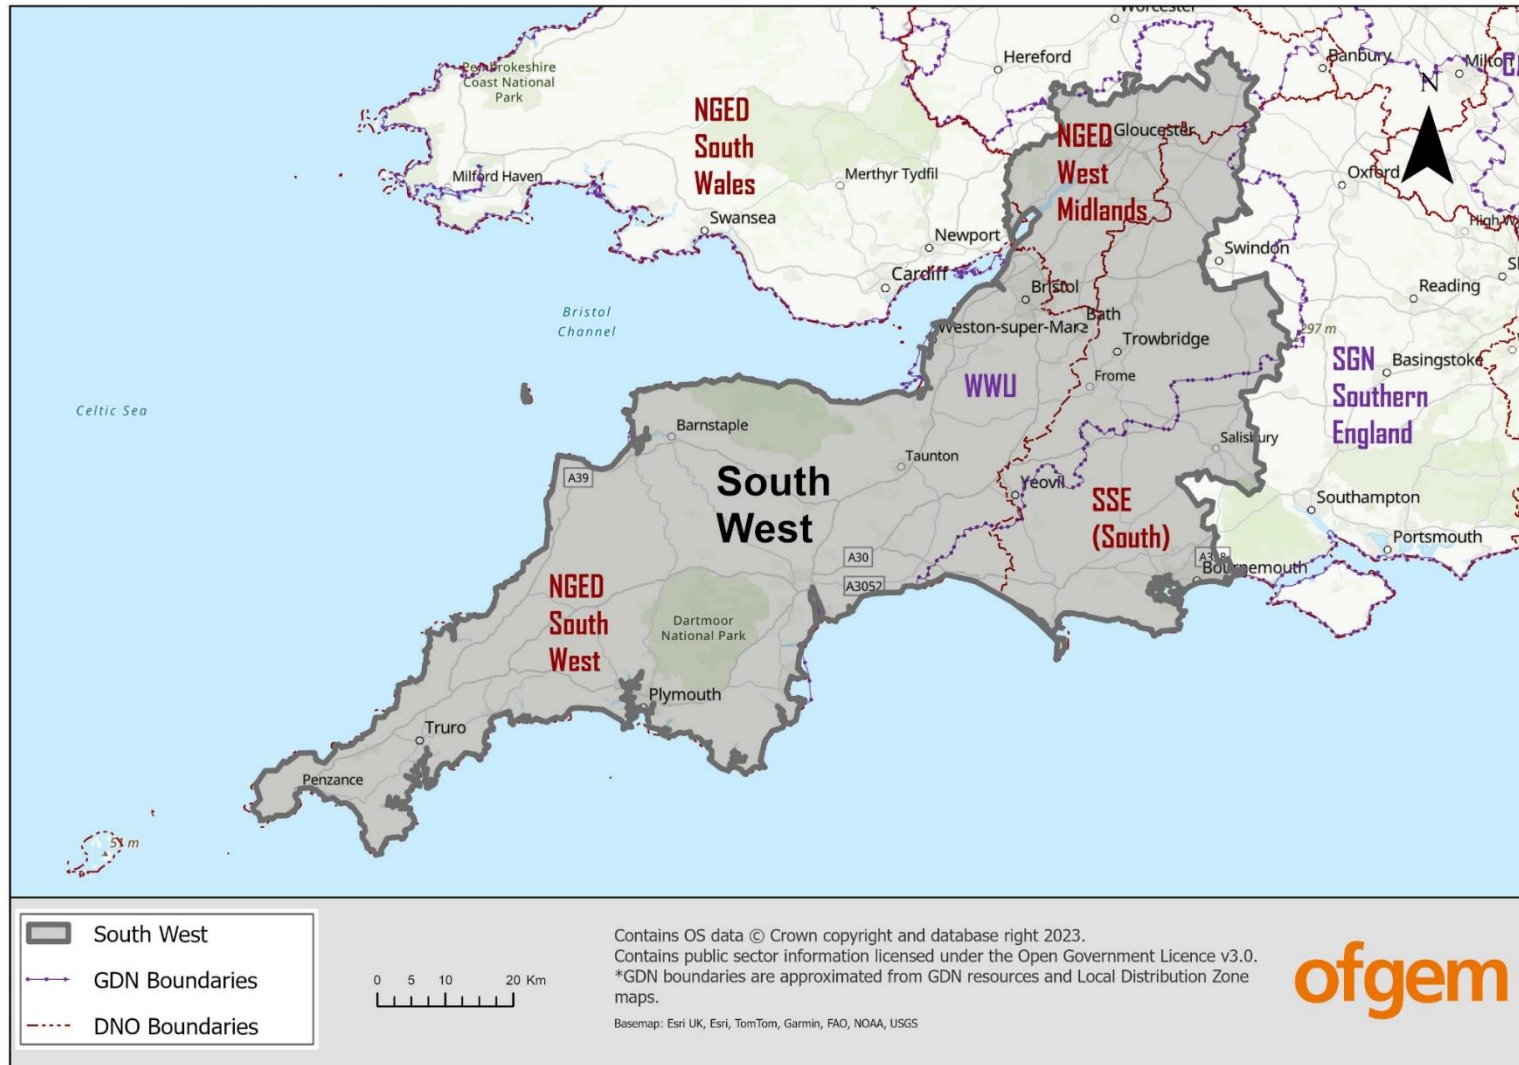 Worcester
Hereford
Banbury
Milton
Pembrokeshire
Coast National
Park
N
NGED
South
Wales
NGED
West
Midlands
Gloucester
Oxford
Milford Haven
Merthyr Tydfil
Swansea
Newport
Swindon
Cardiff
Bristol
Reading
Bristol
Channel
Weston-super-Mare
Bath
Trowbridge
297 m
Basingstoke
Frome
WWU
SGN
Southern
England
Celtic Sea
Barnstaple
Salisbury
Taunton
A39
South
West
Yeovil
SSE
(South)
Southampton
Portsmouth
A30
A3052
Bournemouth
NGED
South
West
Dartmoor
National Park
Plymouth
Truro
Penzance
51 m
South West
GDN Boundaries
DNO Boundaries
0 5 10 20 Km
Contains OS data © Crown copyright and database right 2023.
Contains public sector information licensed under the Open Government Licence v3.0.
*GDN boundaries are approximated from GDN resources and Local Distribution Zone
maps.
Basemap: Esri UK, Esri, TomTom, Garmin, FAO, NOAA, USGS
ofgem